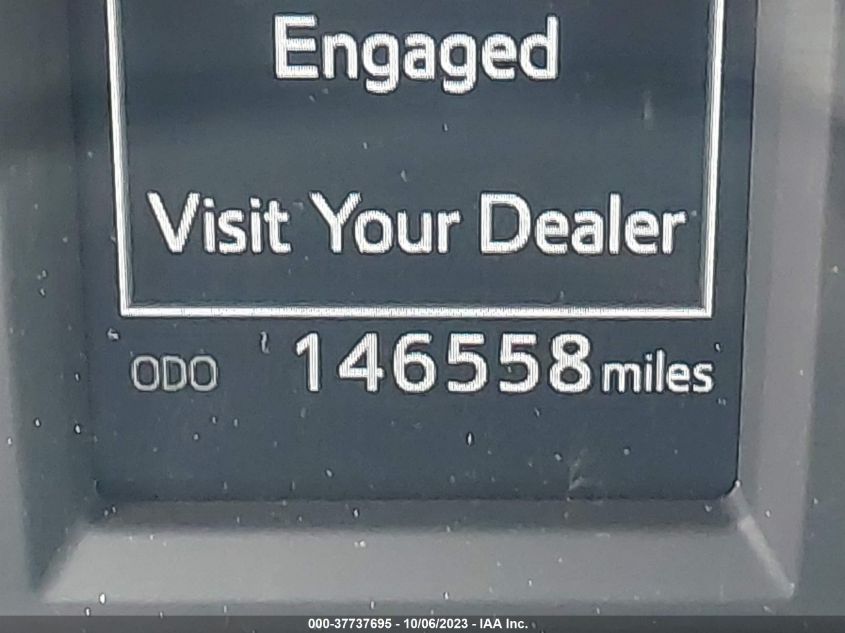 Engaged
Visit Your Dealer
ODO 146558 miles
000-37737695 - 10/06/2023 - IAA Inc.